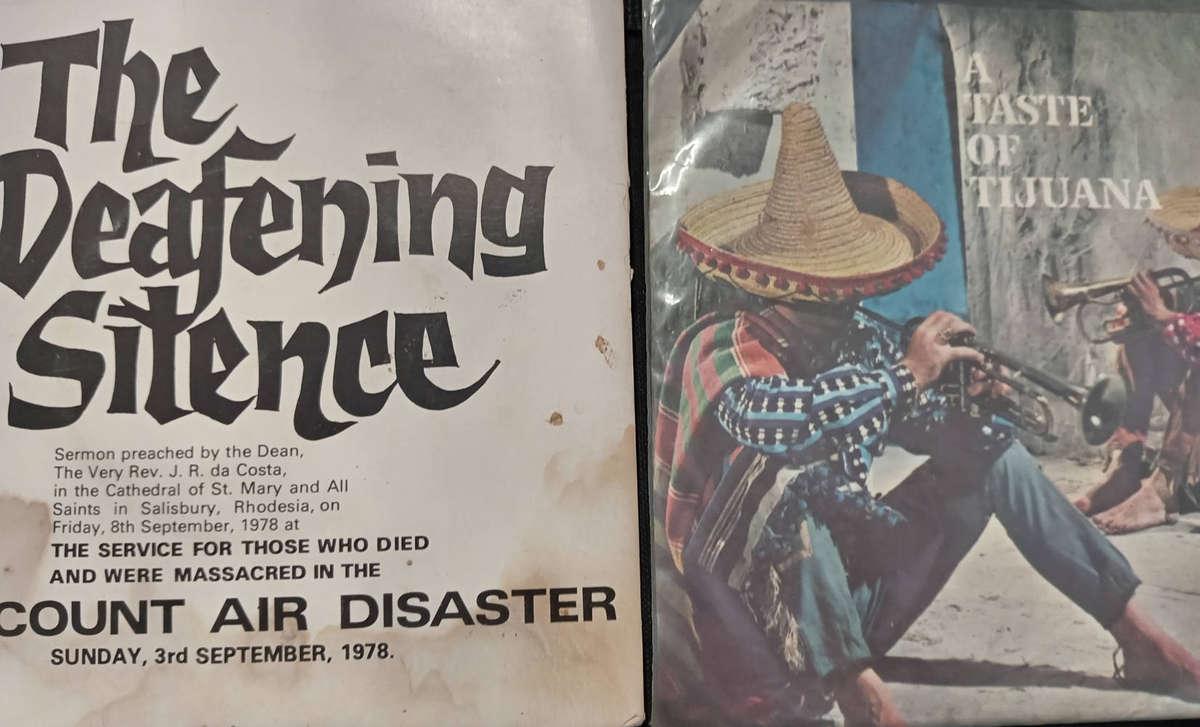 The
Deafening
Silence
Sermon preached by the Dean,
The Very Rev. J. R. da Costa,
in the Cathedral of St. Mary and All
Saints in Salisbury, Rhodesia, on
Friday, 8th September, 1978 at
THE SERVICE FOR THOSE WHO DIED
AND WERE MASSACRED IN THE
COUNT AIR DISASTER
SUNDAY, 3rd SEPTEMBER, 1978.
A
TASTE
OF
TIJUANA